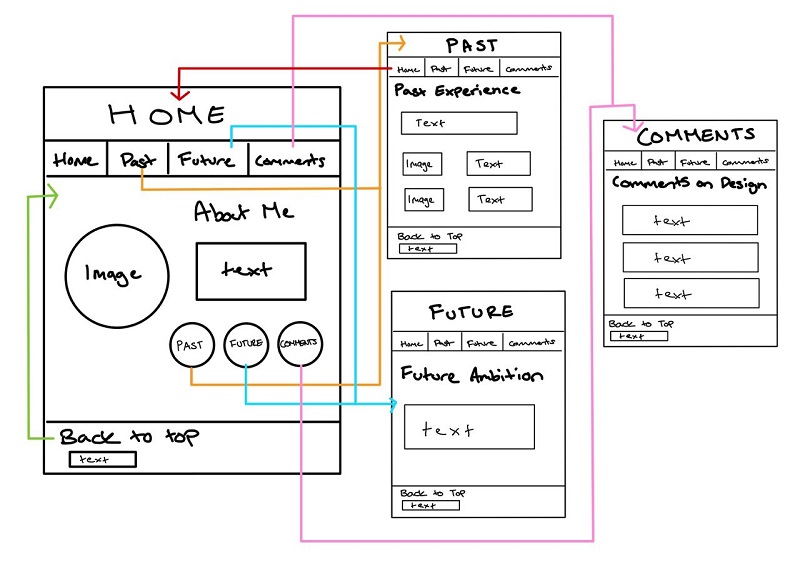 HOME
Home Past Future Comments
About Me
Image
text
PAST FUTURE COMMENTS
Back to top
text
PAST
Home Past Future Comments
Past Experience
Text
Image Text
Image Text
Back to Top
text
FUTURE
Home Past Future Comments
Future Ambition
text
Back to Top
text
COMMENTS
Home Past Future Comments
Comments on Design
text
text
text
Back to Top
text